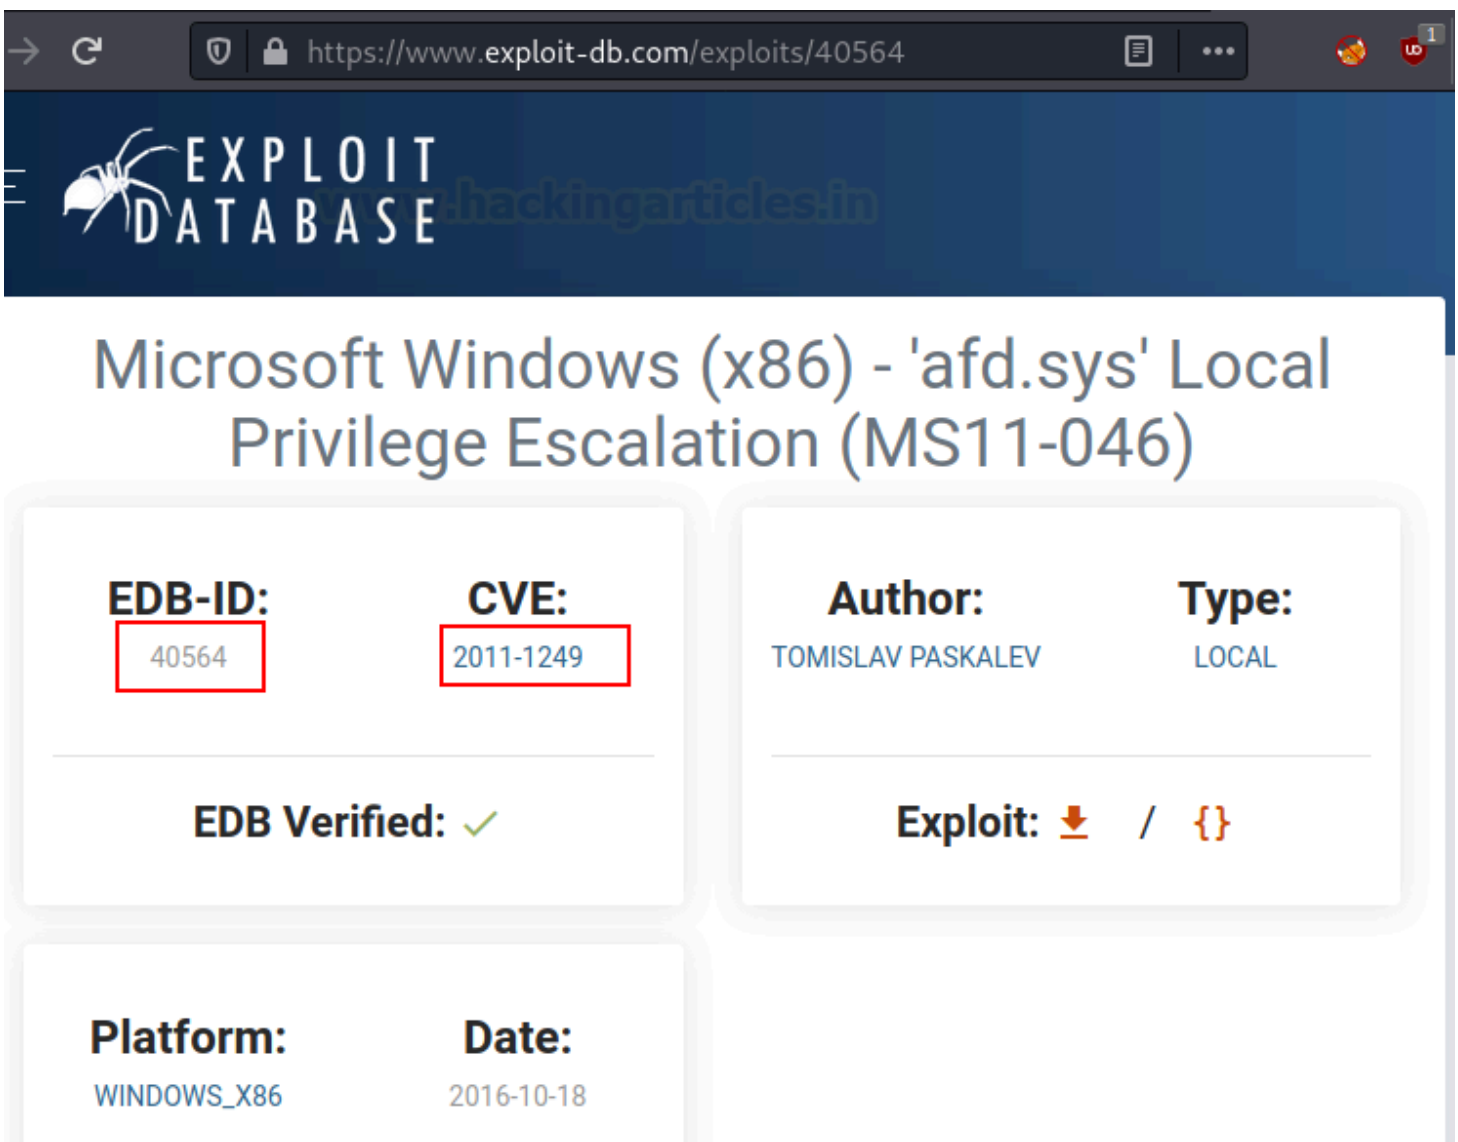 https://www.exploit-db.com/exploits/40564
1
EXPLOIT
DATABASE
www.hackingarticles.in
Microsoft Windows (x86) - 'afd.sys' Local
Privilege Escalation (MS11-046)
EDB-ID: CVE:
40564 2011-1249
EDB Verified:
Author: Type:
TOMISLAV PASKALEV LOCAL
Exploit: / {}
Platform: Date:
WINDOWS_X86 2016-10-18